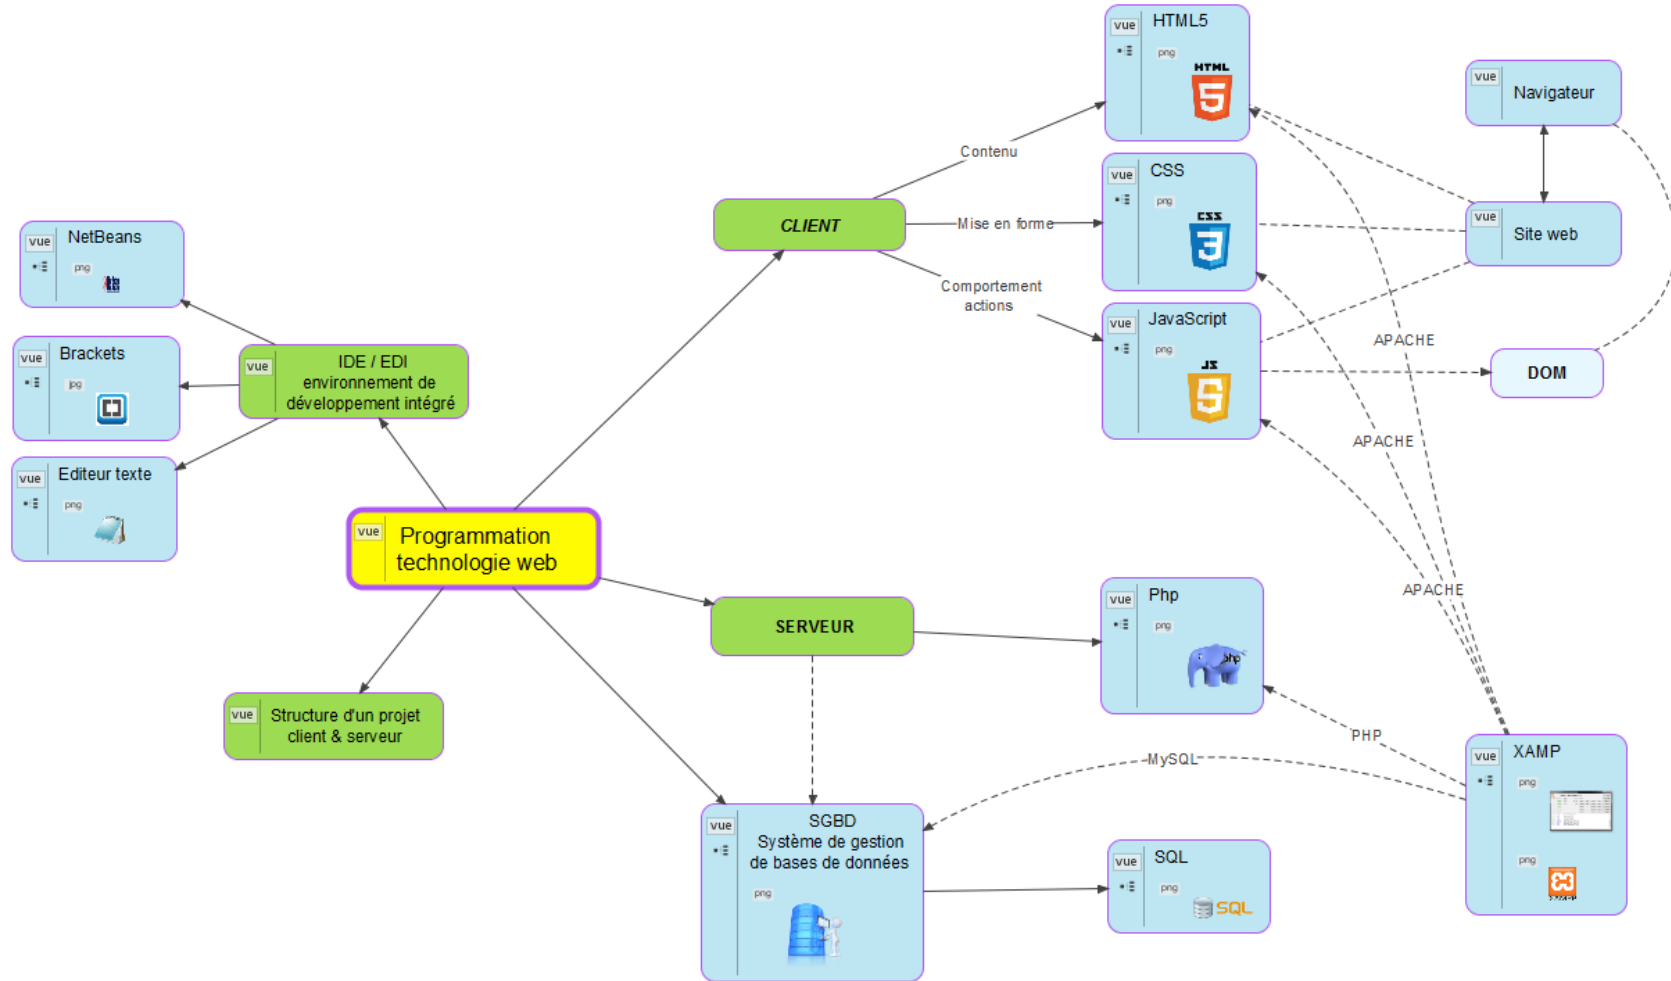 vue
HTML5
png
HTML
5
vue
Navigateur
Contenu
vue
CSS
png
CSS
3
CLIENT
Mise en forme
vue
Site web
vue
NetBeans
png
Comportement
actions
vue
JavaScript
png
JS
APACHE
DOM
vue
Brackets
jpg
vue
IDE / EDI
environnement de
développement intégré
APACHE
vue
Editeur texte
png
vue
Programmation
technologie web
APACHE
SERVEUR
vue
Php
png
php
vue
Structure d'un projet
client & serveur
PHP
MySQL
vue
XAMP
png
png
vue
SGBD
Système de gestion
de bases de données
png
vue
SQL
png
SQL